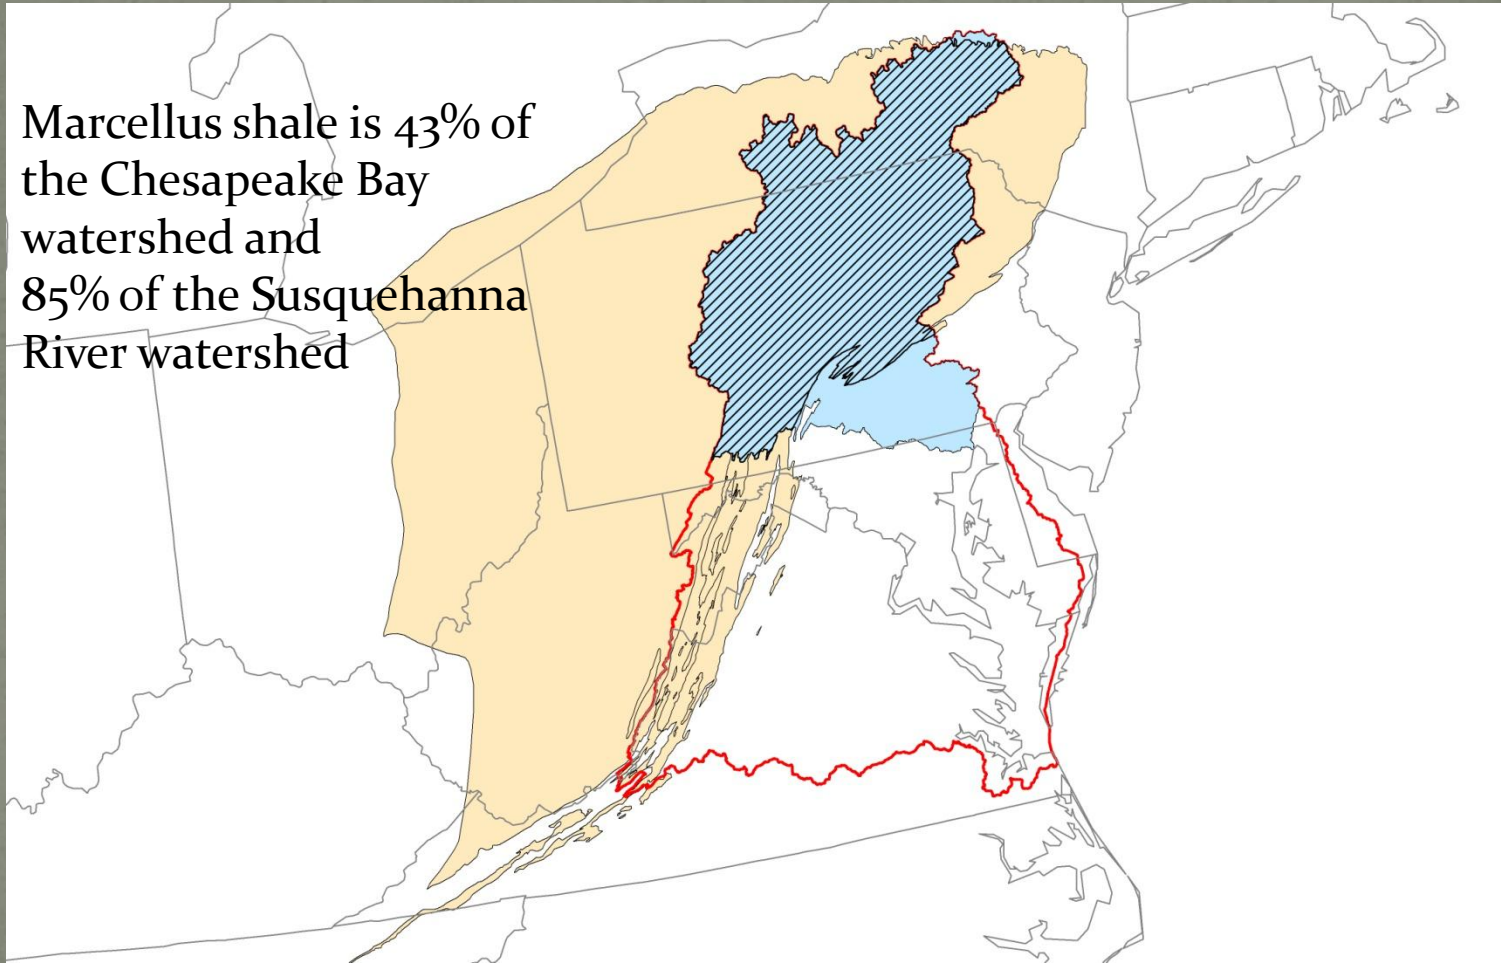 Marcellus shale is 43% of
the Chesapeake Bay
watershed and
85% of the Susquehanna
River watershed